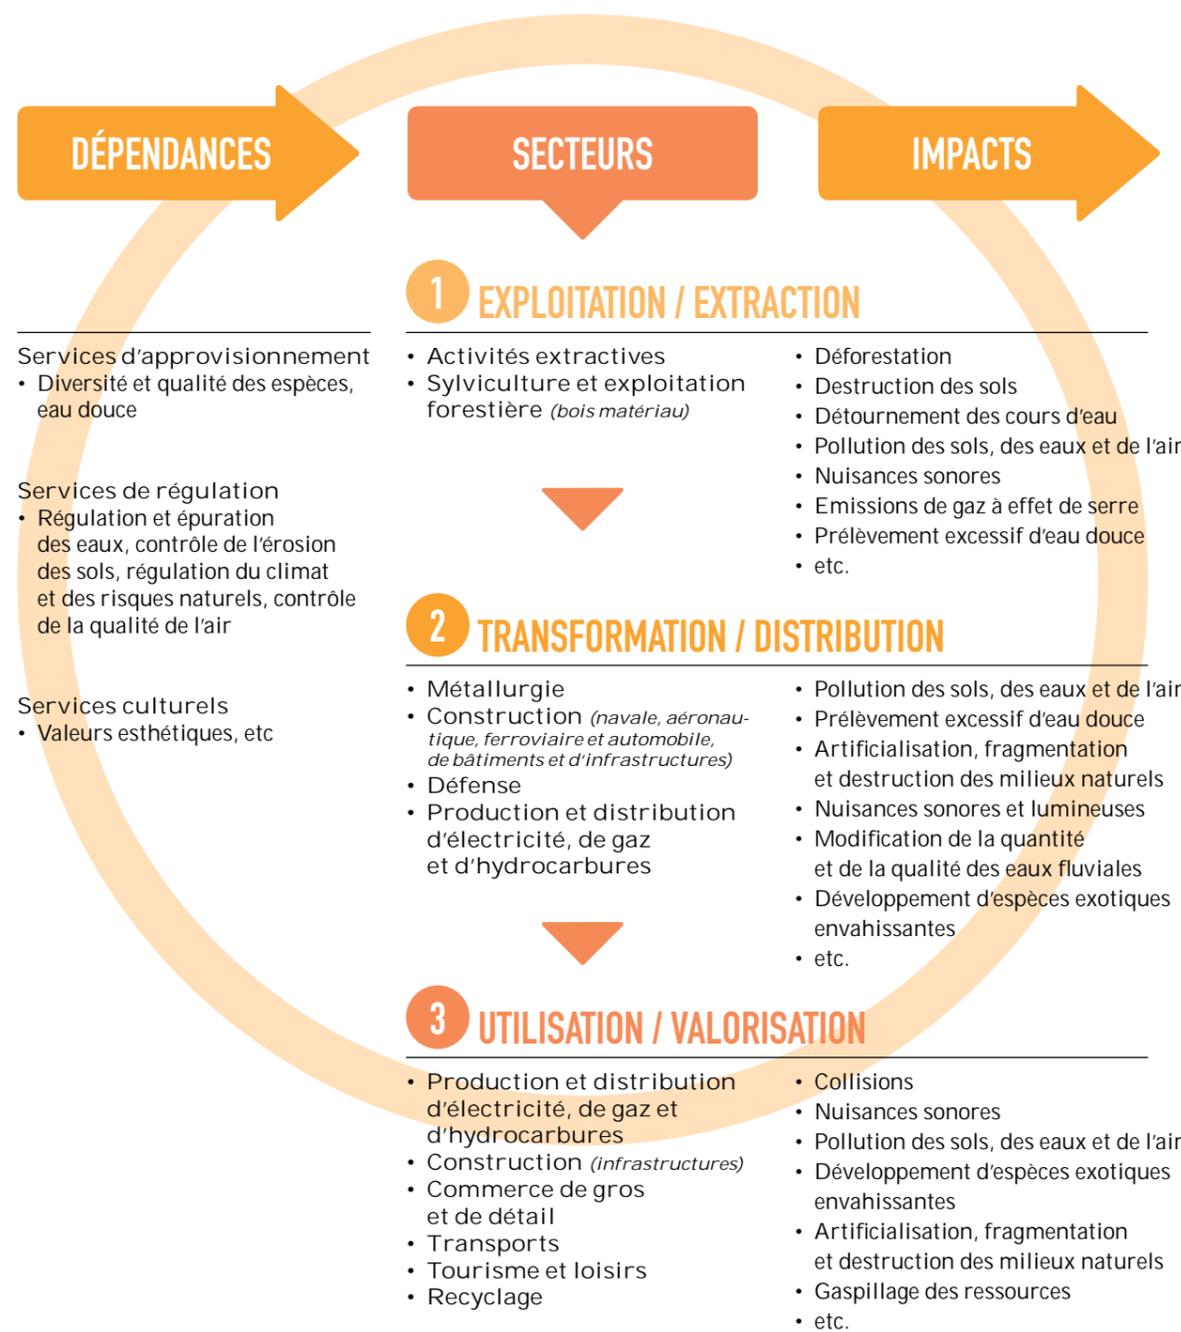 DÉPENDANCES
SECTEURS
IMPACTS
Services d'approvisionnement
• Diversité et qualité des espèces,
eau douce
Services de régulation
• Régulation et épuration
des eaux, contrôle de l'érosion
des sols, régulation du climat
et des risques naturels, contrôle
de la qualité de l'air
Services culturels
• Valeurs esthétiques, etc
1 EXPLOITATION / EXTRACTION
• Activités extractives
• Sylviculture et exploitation
forestière (bois matériau)
• Déforestation
• Destruction des sols
• Détournement des cours d'eau
• Pollution des sols, des eaux et de l'air
• Nuisances sonores
• Emissions de gaz à effet de serre
• Prélèvement excessif d'eau douce
• etc.
2 TRANSFORMATION / DISTRIBUTION
• Métallurgie
• Construction (navale, aéronau-
tique, ferroviaire et automobile,
de bâtiments et d'infrastructures)
• Défense
• Production et distribution
d'électricité, de gaz
et d'hydrocarbures
• Pollution des sols, des eaux et de l'air
• Prélèvement excessif d'eau douce
• Artificialisation, fragmentation
et destruction des milieux naturels
• Nuisances sonores et lumineuses
• Modification de la quantité
et de la qualité des eaux fluviales
• Développement d'espèces exotiques
envahissantes
• etc.
3 UTILISATION / VALORISATION
• Production et distribution
d'électricité, de gaz et
d'hydrocarbures
• Construction (infrastructures)
• Commerce de gros
et de détail
• Transports
• Tourisme et loisirs
• Recyclage
• Collisions
• Nuisances sonores
• Pollution des sols, des eaux et de l'air
• Développement d'espèces exotiques
envahissantes
• Artificialisation, fragmentation
et destruction des milieux naturels
• Gaspillage des ressources
• etc.